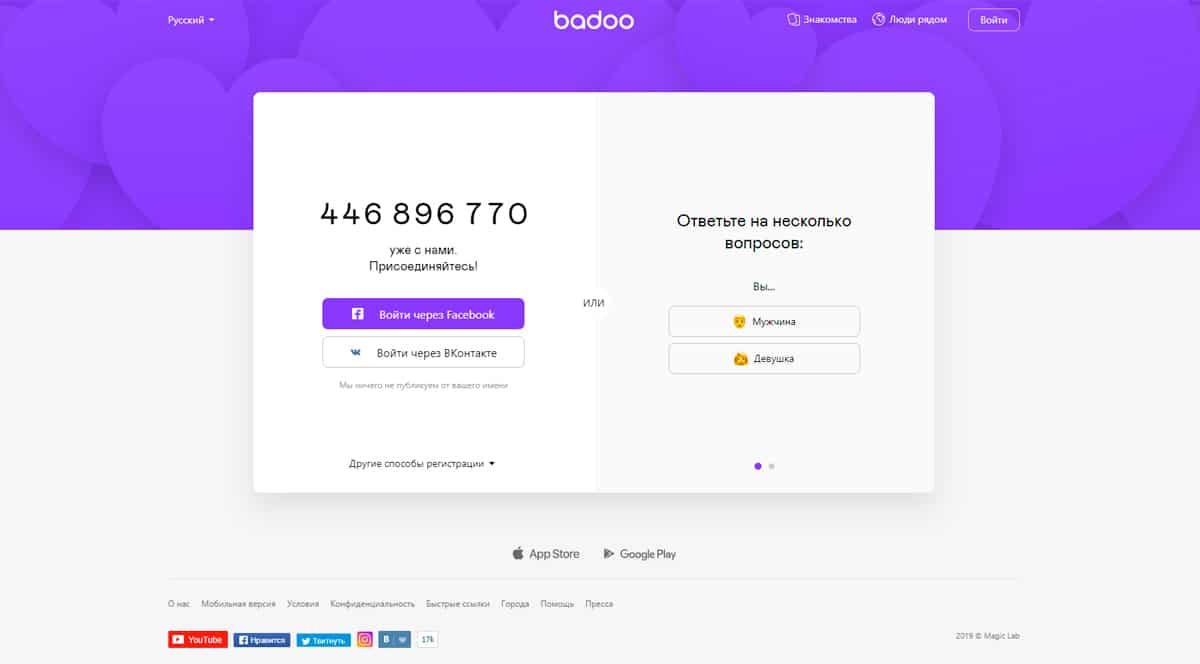 Русский
badoo
Знакомства
Люди рядом
Войти
446 896 770
уже с нами.
Присоединяйтесь!
Войти через Facebook
Войти через ВКонтакте
Мы ничего не публикуем от вашего имени
Другие способы регистрации
ИЛИ
Ответьте на несколько
вопросов:
Вы...
Мужчина
Девушка
App Store
Google Play
О нас Мобильная версия Условия Конфиденциальность Быстрые ссылки Города Помощь Пресса
YouTube
Нравится
Твитнуть
B
17k
2019 © Magic Lab